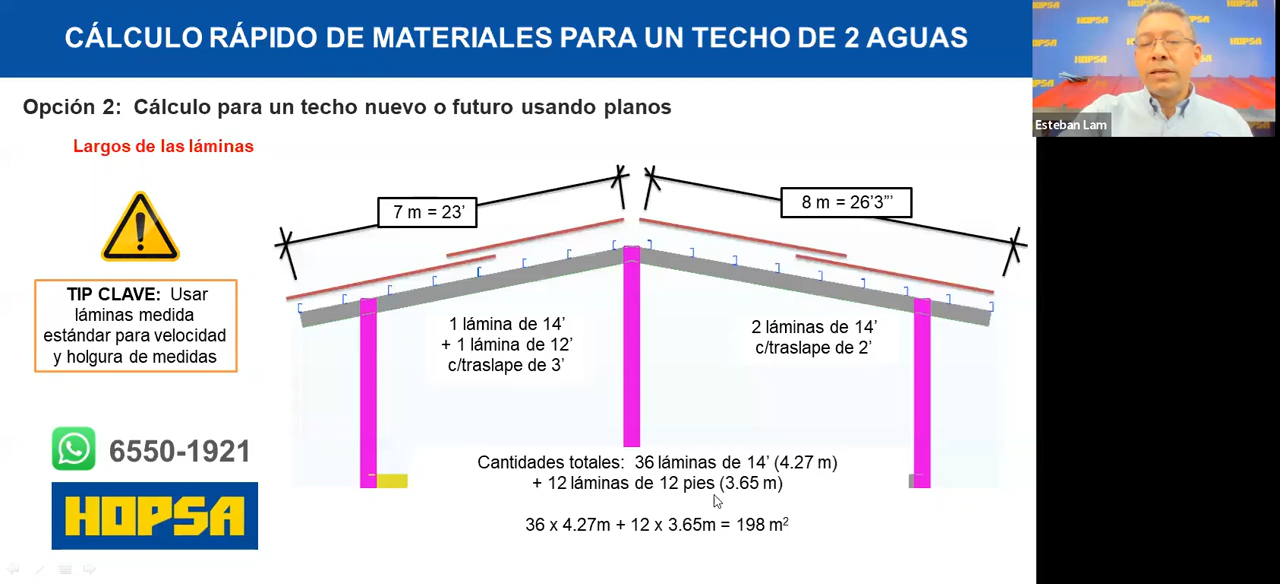 CÁLCULO RÁPIDO DE MATERIALES PARA UN TECHO DE 2 AGUAS
HOPSA
HOPSA
HOPSA
HOPSA
HOPSA
Esteban Lam
Opción 2: Cálculo para un techo nuevo o futuro usando planos
Largos de las láminas
7 m = 23’
8 m = 26’3”’
TIP CLAVE: Usar
láminas medida
estándar para velocidad
y holgura de medidas
1 lámina de 14’
+ 1 lámina de 12’
c/traslape de 3’
2 láminas de 14’
c/traslape de 2’
6550-1921
HOPSA
Cantidades totales: 36 láminas de 14’ (4.27 m)
+ 12 láminas de 12 pies (3.65 m)
36 x 4.27m + 12 x 3.65m = 198 m²